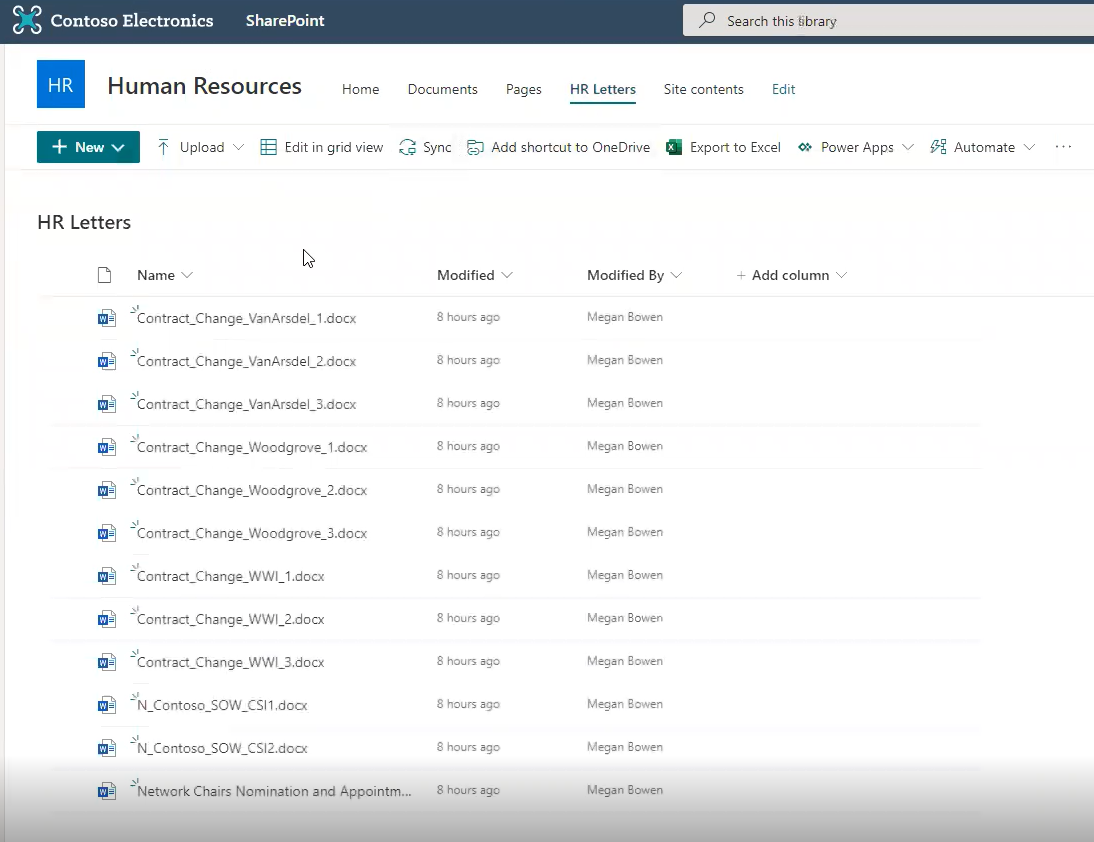 Contoso Electronics SharePoint Search this library
HR Human Resources Home Documents Pages HR Letters Site contents Edit
+ New Upload Edit in grid view Sync Add shortcut to OneDrive Export to Excel Power Apps Automate ...
HR Letters
Name Modified Modified By + Add column
Contract_Change_VanArsdel_1.docx 8 hours ago Megan Bowen
Contract_Change_VanArsdel_2.docx 8 hours ago Megan Bowen
Contract_Change_VanArsdel_3.docx 8 hours ago Megan Bowen
Contract_Change_Woodgrove_1.docx 8 hours ago Megan Bowen
Contract_Change_Woodgrove_2.docx 8 hours ago Megan Bowen
Contract_Change_Woodgrove_3.docx 8 hours ago Megan Bowen
Contract_Change_WWI_1.docx 8 hours ago Megan Bowen
Contract_Change_WWI_2.docx 8 hours ago Megan Bowen
Contract_Change_WWI_3.docx 8 hours ago Megan Bowen
N_Contoso_SOW_CSI1.docx 8 hours ago Megan Bowen
N_Contoso_SOW_CSI2.docx 8 hours ago Megan Bowen
Network Chairs Nomination and Appointm... 8 hours ago Megan Bowen